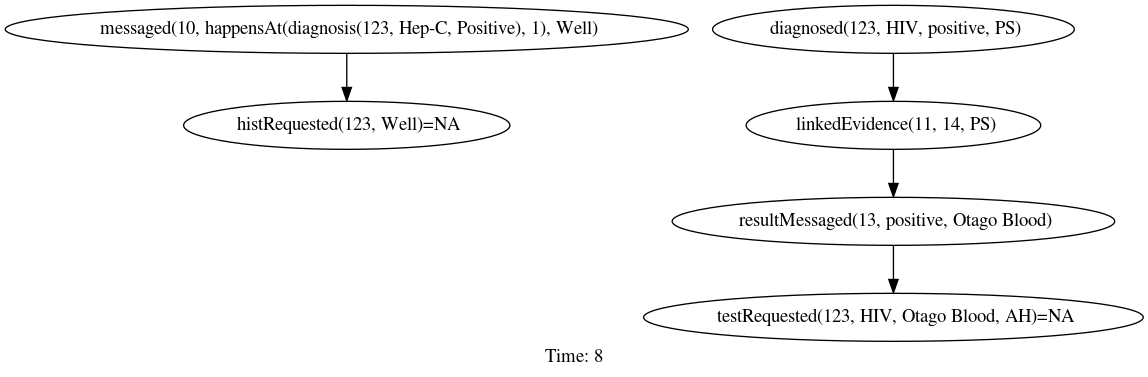 messaged(10, happensAt(diagnosis(123, Hep-C, Positive), 1), Well)
diagnosed(123, HIV, positive, PS)
histRequested(123, Well)=NA
linkedEvidence(11, 14, PS)
resultMessaged(13, positive, Otago Blood)
testRequested(123, HIV, Otago Blood, AH)=NA
Time: 8